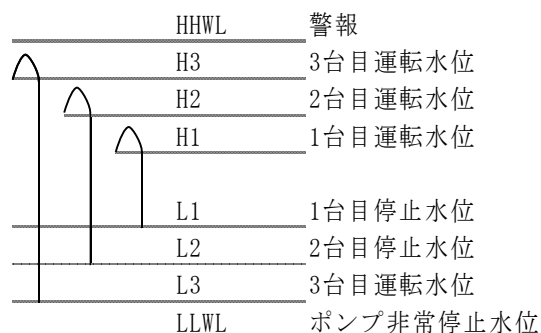 HHWL 警報
H3 3台目運転水位
H2 2台目運転水位
H1 1台目運転水位
L1 1台目停止水位
L2 2台目停止水位
L3 3台目運転水位
LLWL ポンプ非常停止水位